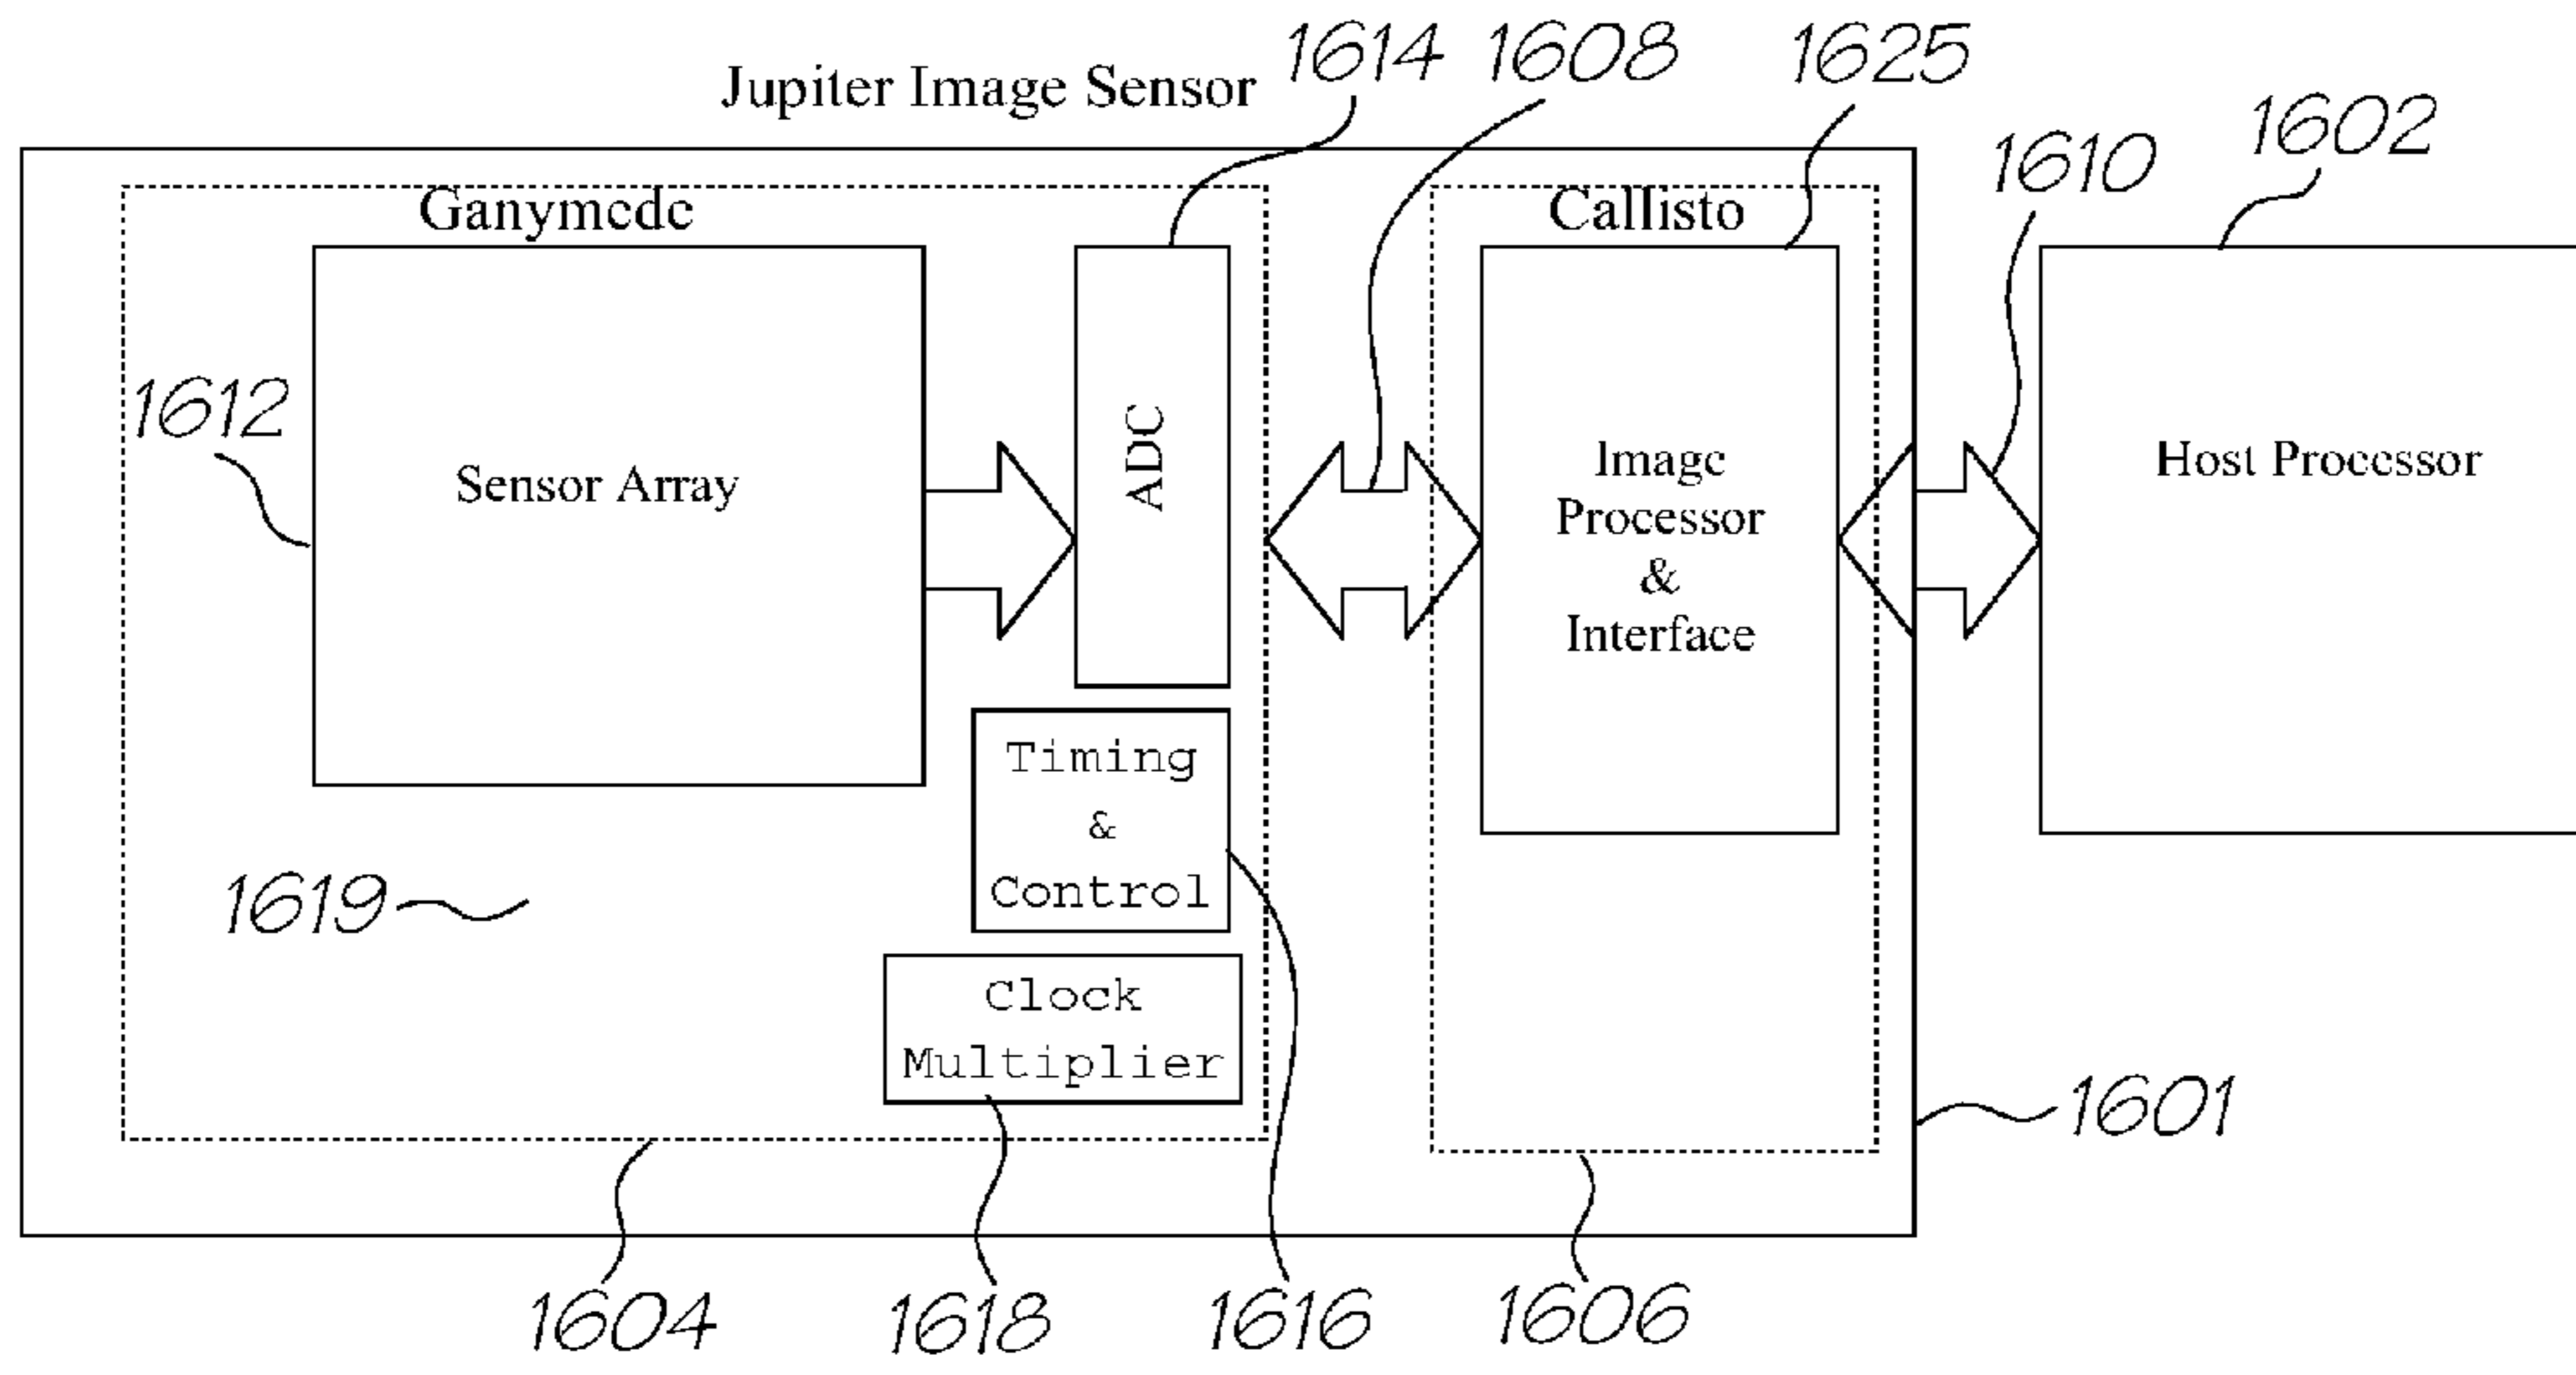 Jupiter Image Sensor
1614
1608
1625
1602
1610
Ganymede
Callisto
1612
Sensor Array
ADC
Image
Processor
&
Interface
Host Processor
Timing
&
Control
1619
Clock
Multiplier
1601
1604
1618
1616
1606